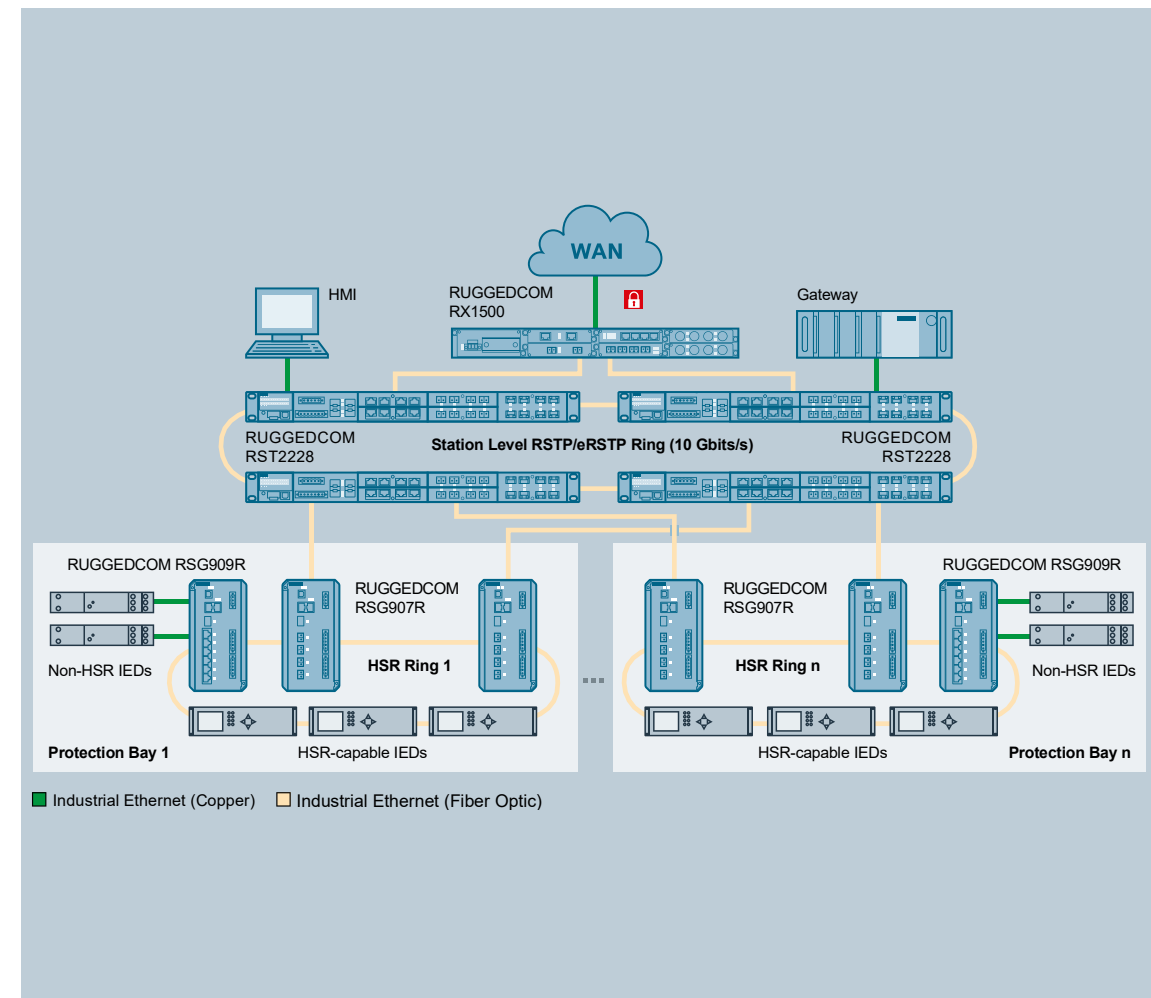 WAN
HMI
RUGGEDCOM
RX1500
Gateway
RUGGEDCOM
RST2228
Station Level RSTP/eRSTP Ring (10 Gbits/s)
RUGGEDCOM
RST2228
RUGGEDCOM RSG909R
RUGGEDCOM
RSG907R
HSR Ring 1
Non-HSR IEDs
Protection Bay 1
HSR-capable IEDs
...
RUGGEDCOM RSG909R
RUGGEDCOM
RSG907R
HSR Ring n
Non-HSR IEDs
HSR-capable IEDs
Protection Bay n
Industrial Ethernet (Copper)
Industrial Ethernet (Fiber Optic)